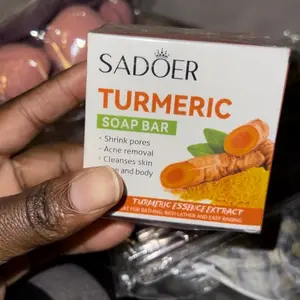 SADOER
TURMERIC
SOAP BAR
• Shrink pores
• Acne removal
• Cleanses skin
and body
TURMERIC ESSENCE EXTRACT
FOR BATHING, RICH LATHER AND EASY RINSING